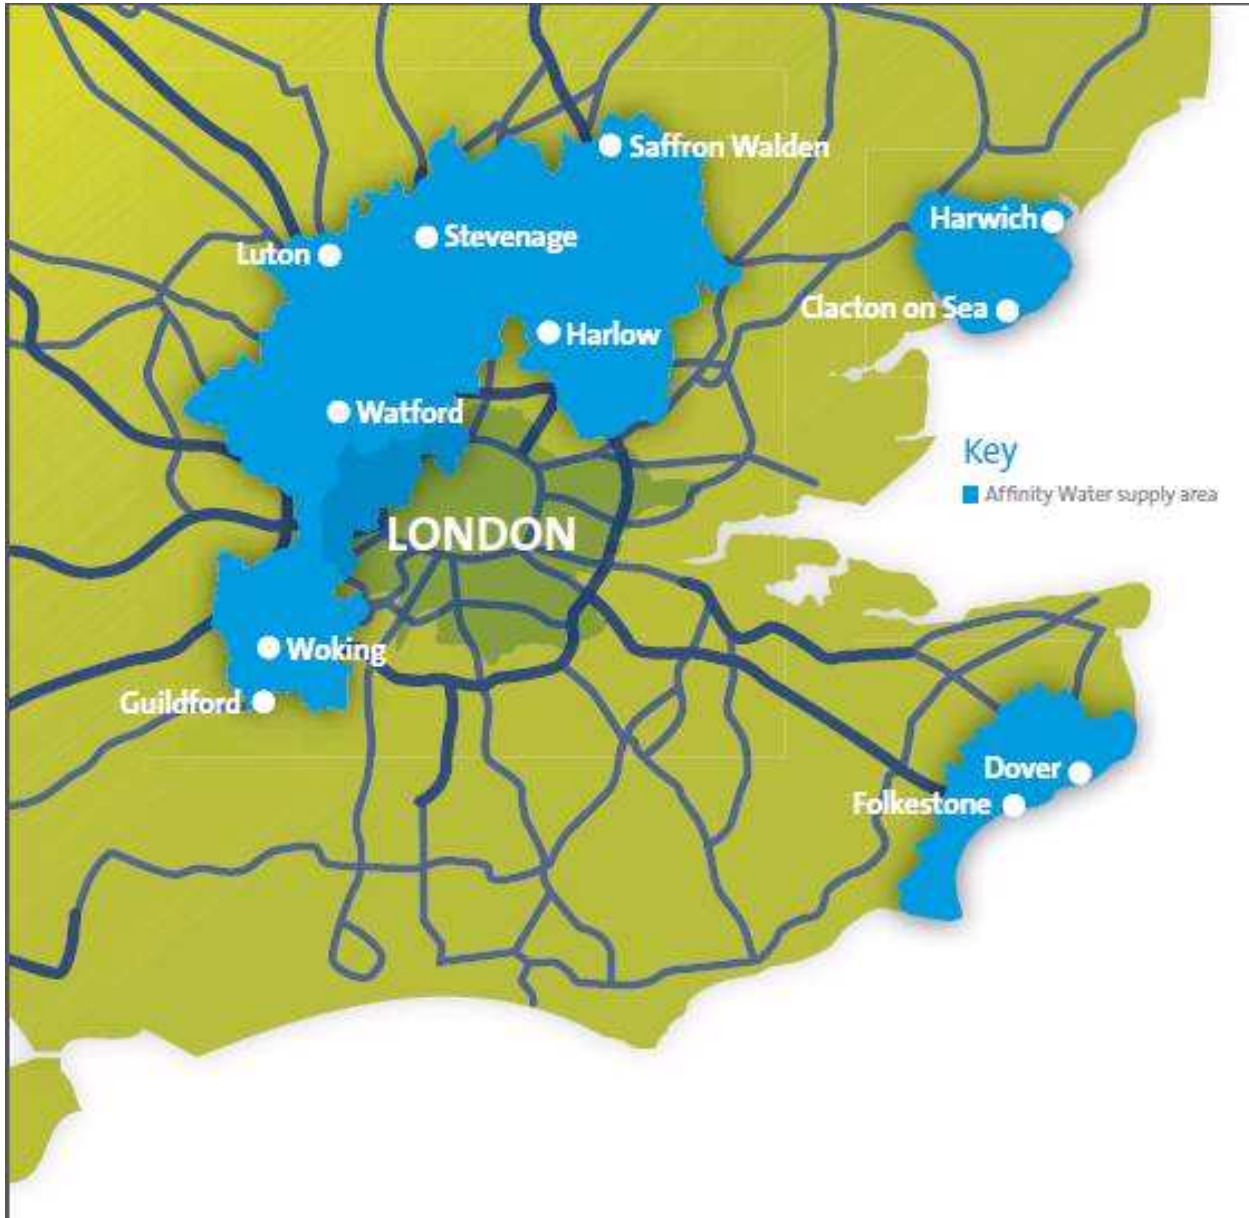 Saffron Walden
Harwich
Stevenage
Luton
Clacton on Sea
Harlow
Watford
Key
Affinity Water supply area
LONDON
Woking
Guildford
Dover
Folkestone